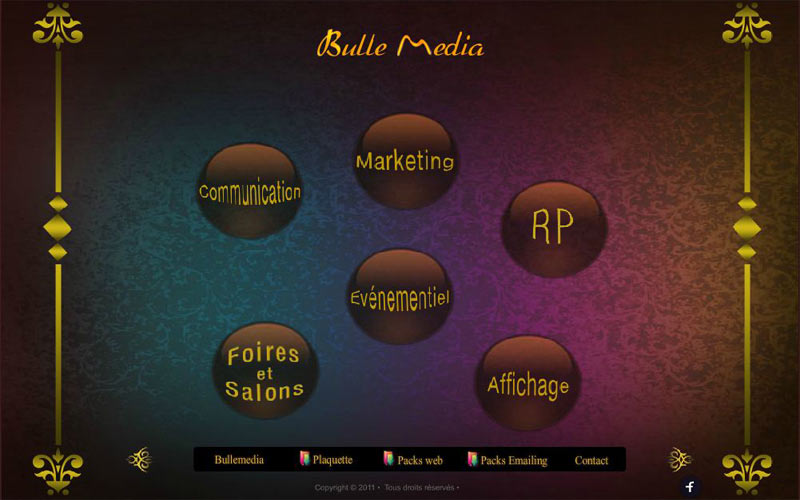 Bulle Media
Marketing
Communication
RP
Evénementiel
Foires
et
Salons
Affichage
Bullemedia Plaquette Packs web Packs Emailing Contact
Copyright © 2011 • Tous droits réservés •
f